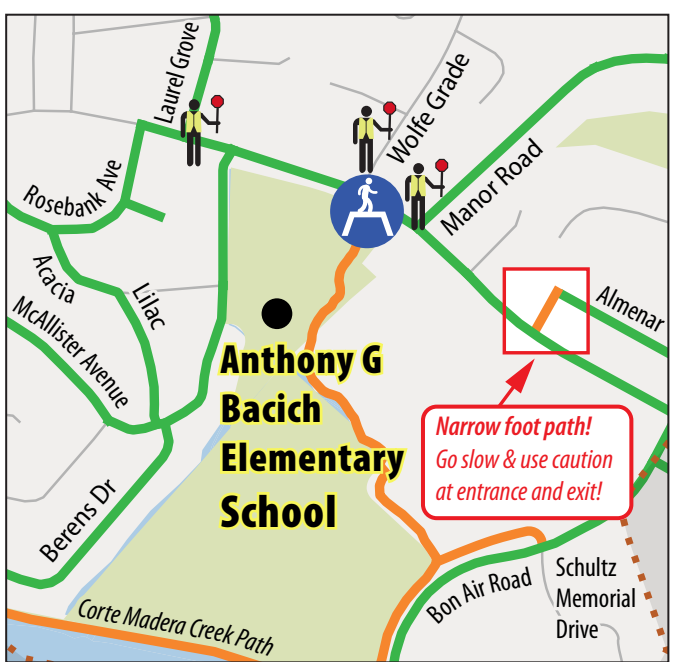 Laurel Grove
Wolfe Grade
Manor Road
Rosebank Ave
Acacia
Lilac
McAllister Avenue
Almenar
Anthony G
Bacich
Elementary
School
Narrow foot path!
Go slow & use caution
at entrance and exit!
Berens Dr
Bon Air Road
Schultz
Memorial
Drive
Corte Madera Creek Path